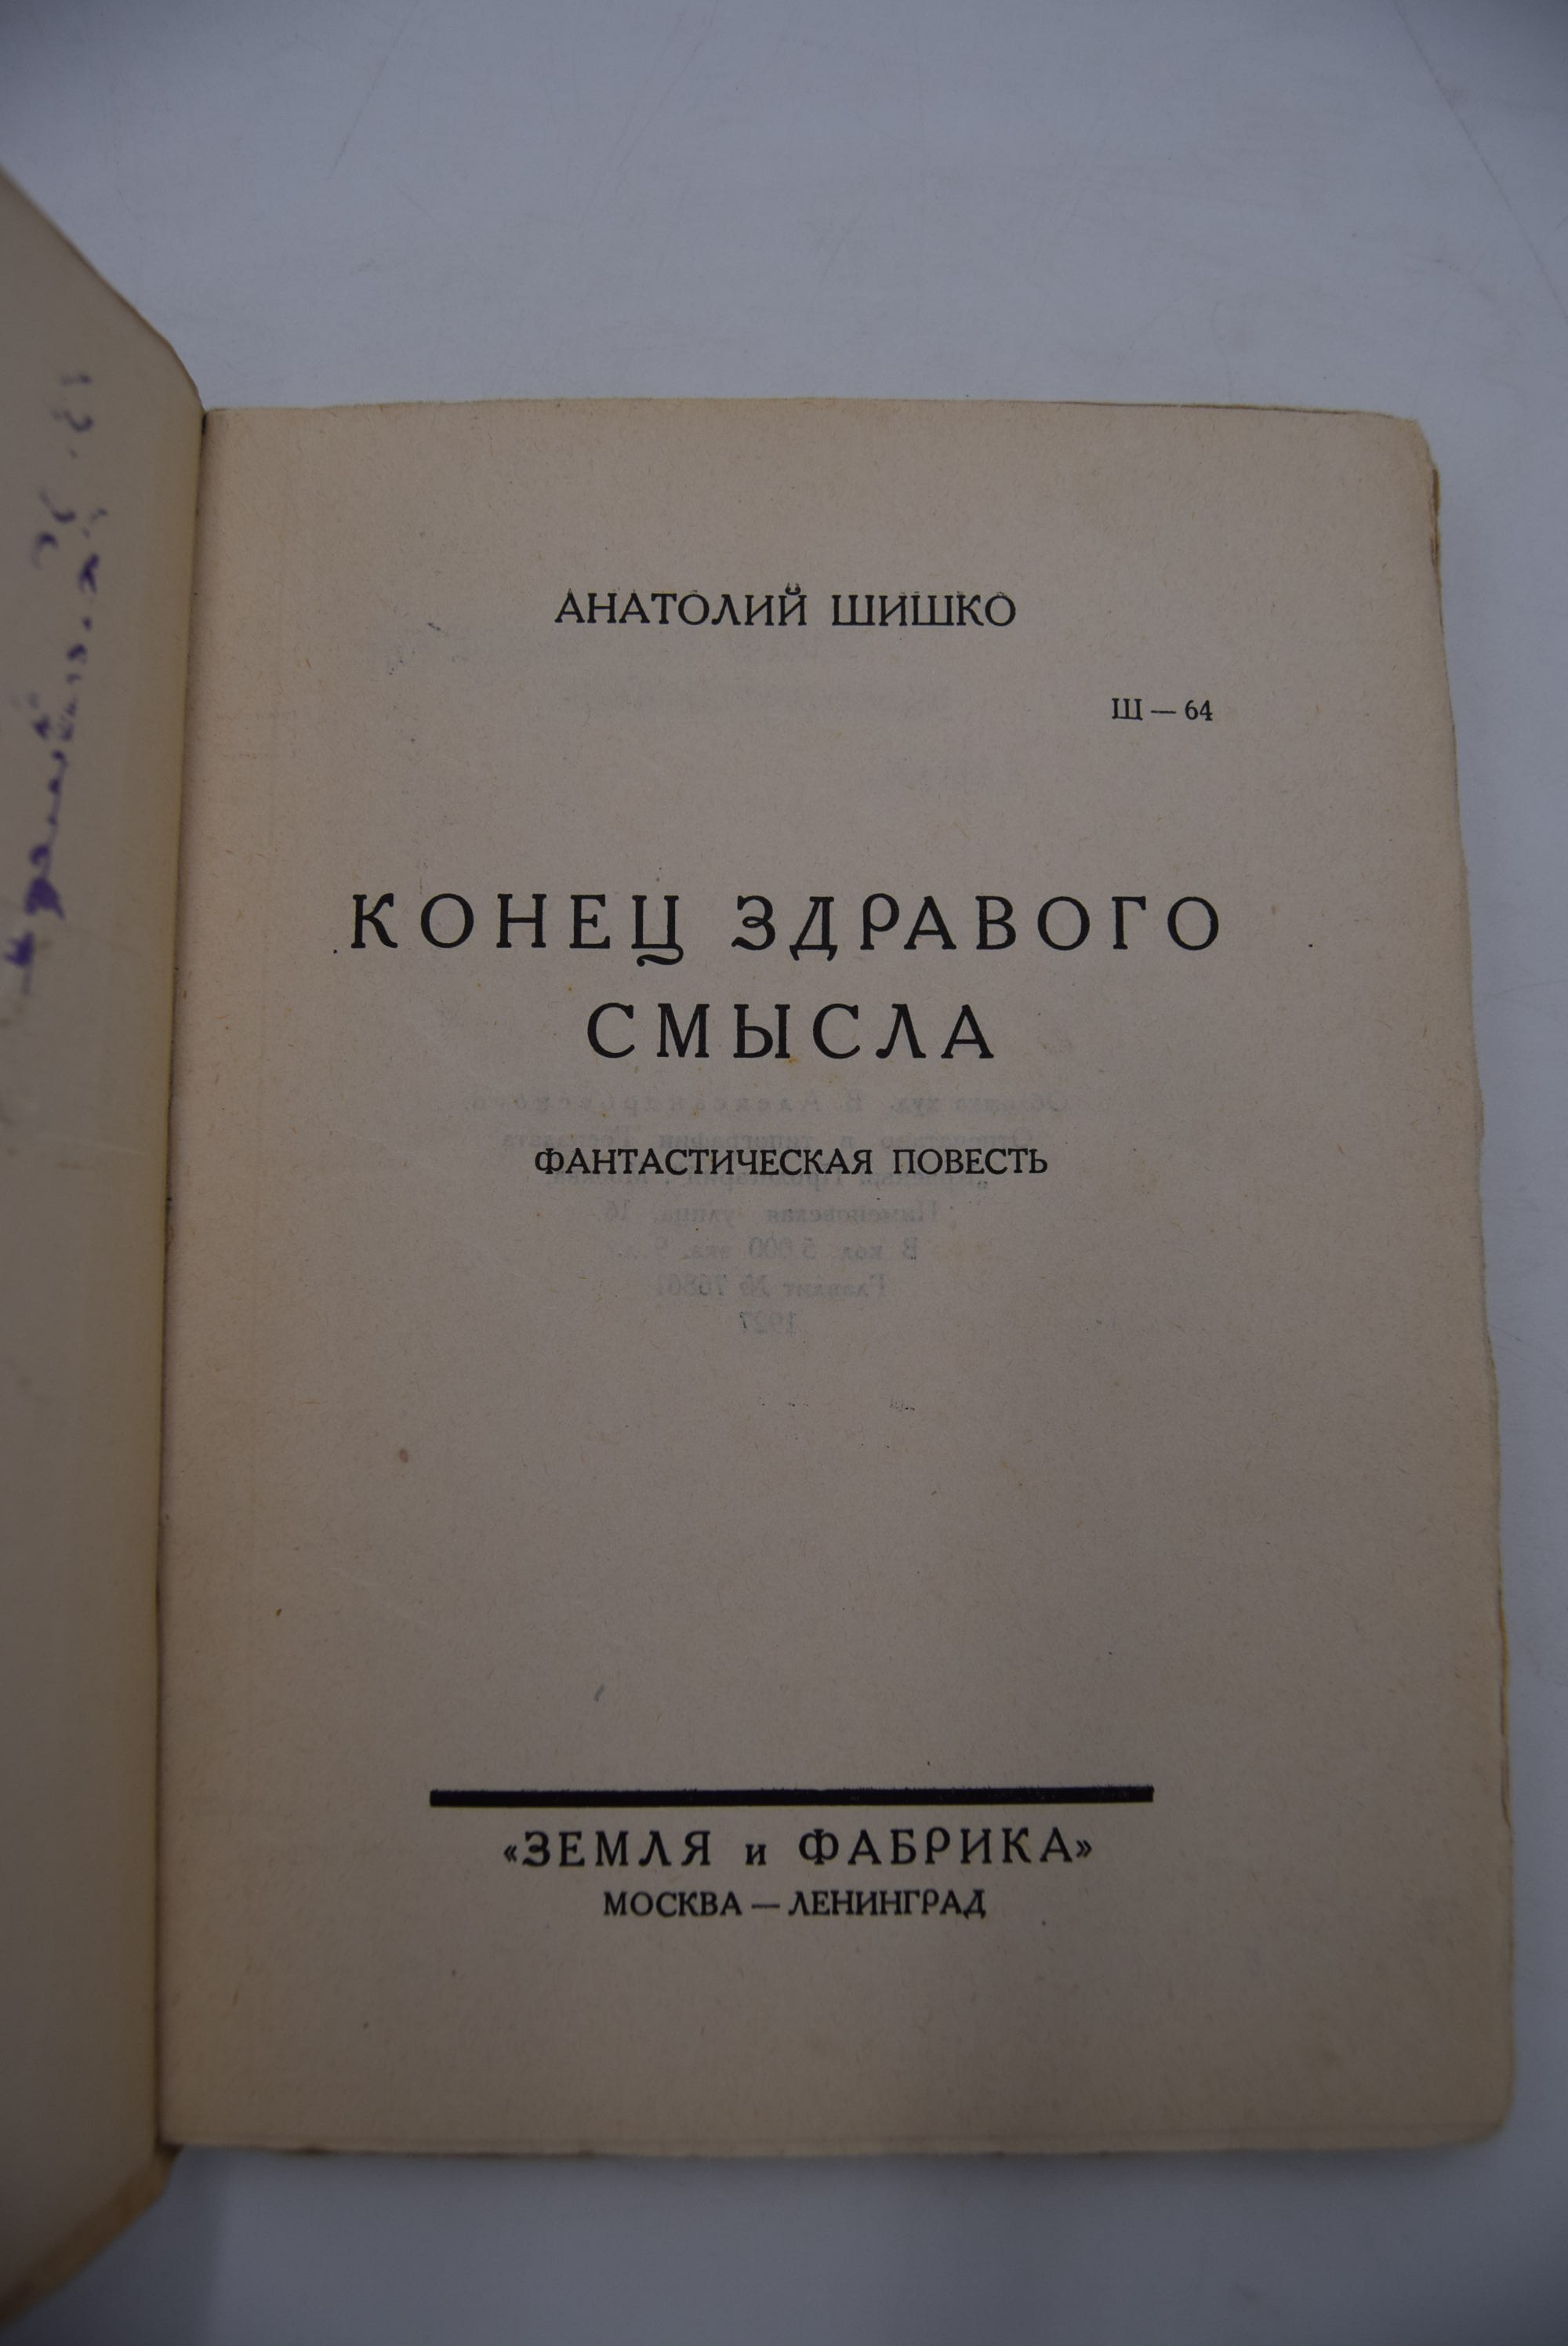 АНАТОЛИЙ ШИШКО
Ш — 64
КОНЕЦ ЗДРАВОГО
СМЫСЛА
ФАНТАСТИЧЕСКАЯ ПОВЕСТЬ
«ЗЕМЛЯ и ФАБРИКА»
МОСКВА — ЛЕНИНГРАД